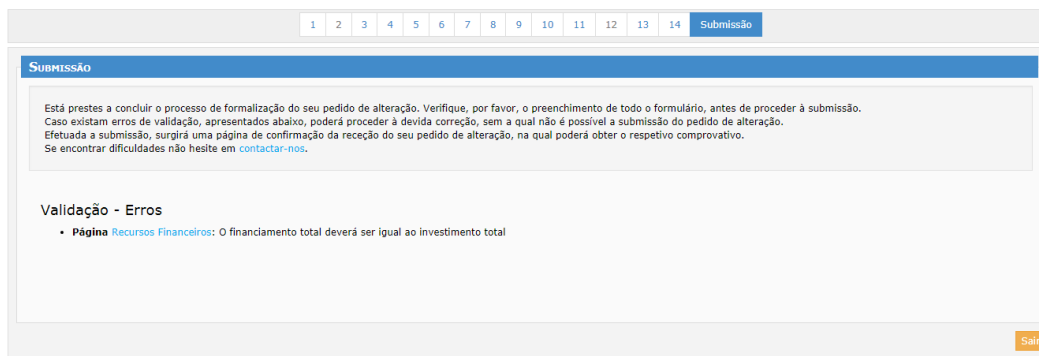 1 2 3 4 5 6 7 8 9 10 11 12 13 14 Submissão
Submissão
Está prestes a concluir o processo de formalização do seu pedido de alteração. Verifique, por favor, o preenchimento de todo o formulário, antes de proceder à submissão.
Caso existam erros de validação, apresentados abaixo, poderá proceder à devida correção, sem a qual não é possível a submissão do pedido de alteração.
Efetuada a submissão, surgirá uma página de confirmação da receção do seu pedido de alteração, na qual poderá obter o respetivo comprovativo.
Se encontrar dificuldades não hesite em contactar-nos.
Validação - Erros
• Página Recursos Financeiros: O financiamento total deverá ser igual ao investimento total
Sair